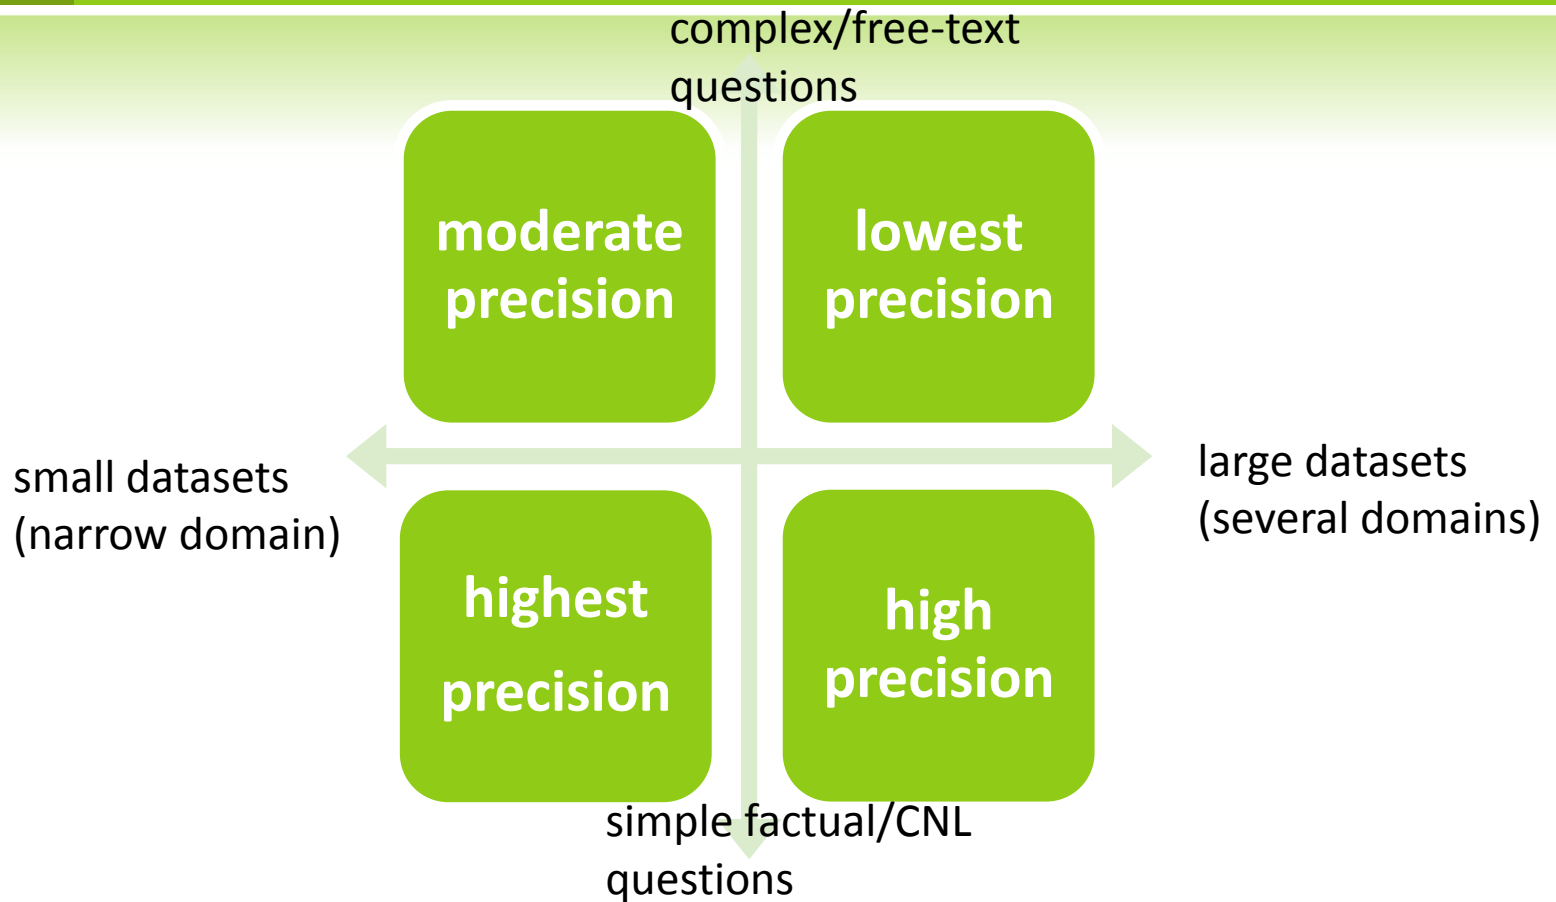 complex/free-text
questions
moderate
precision
lowest
precision
small datasets
(narrow domain)
large datasets
(several domains)
highest
precision
high
precision
simple factual/CNL
questions